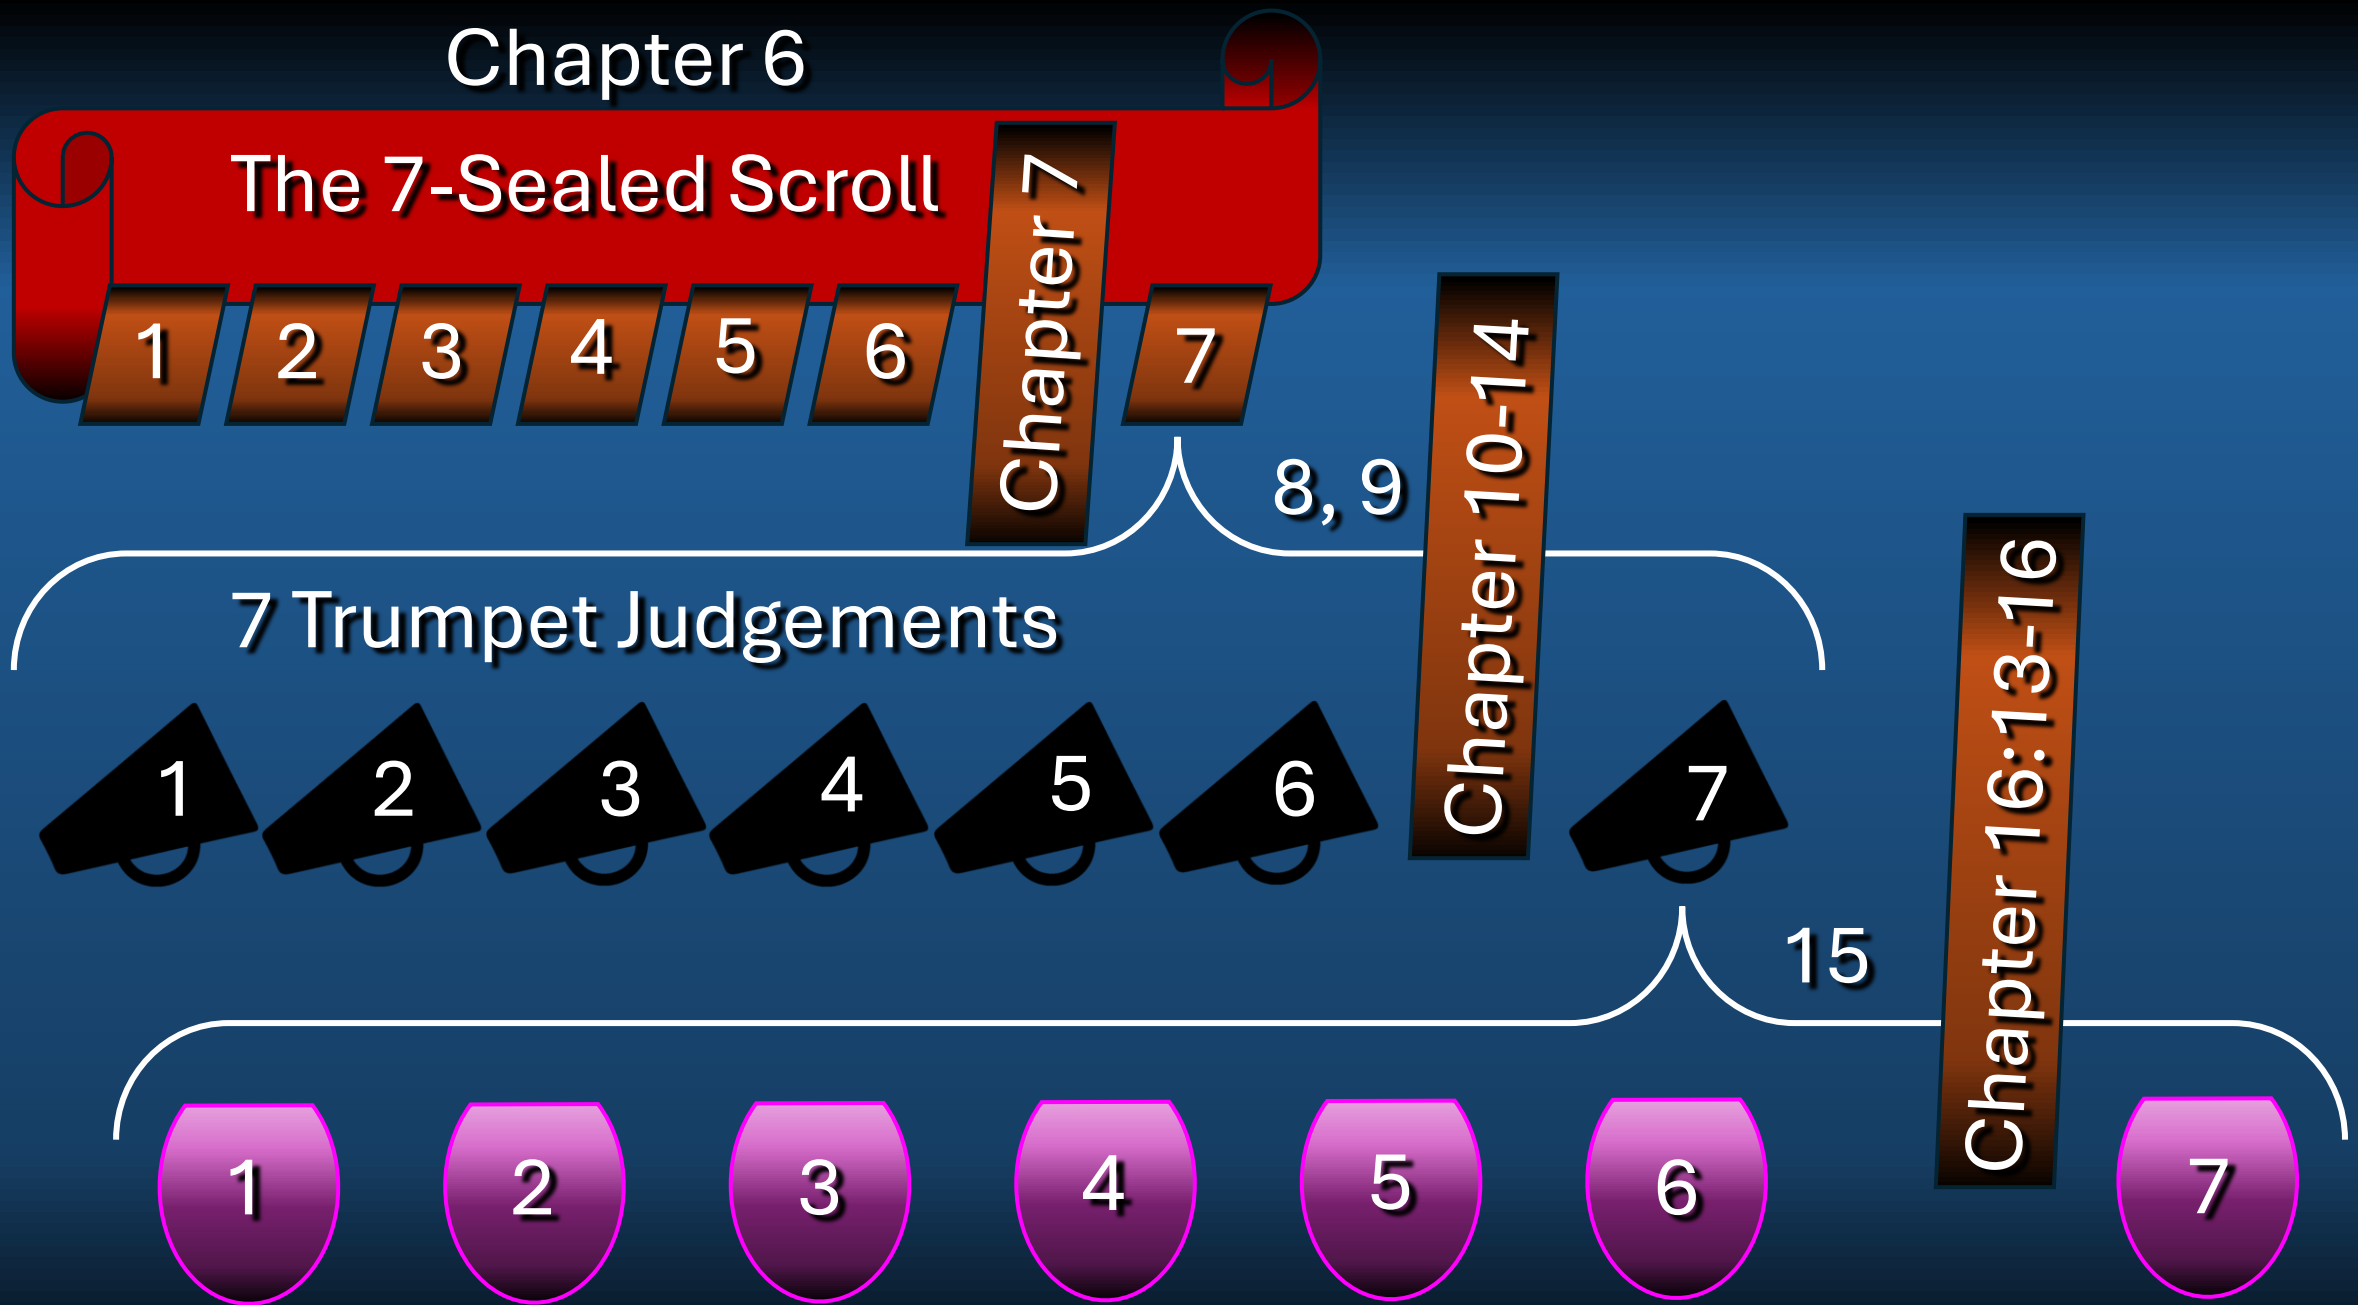 Chapter 6
The 7-Sealed Scroll
Chapter 7
1 2 3 4 5 6 7
8, 9
Chapter 10-14
7 Trumpet Judgements
1 2 3 4 5 6 7
15
Chapter 16:13-16
1 2 3 4 5 6 7